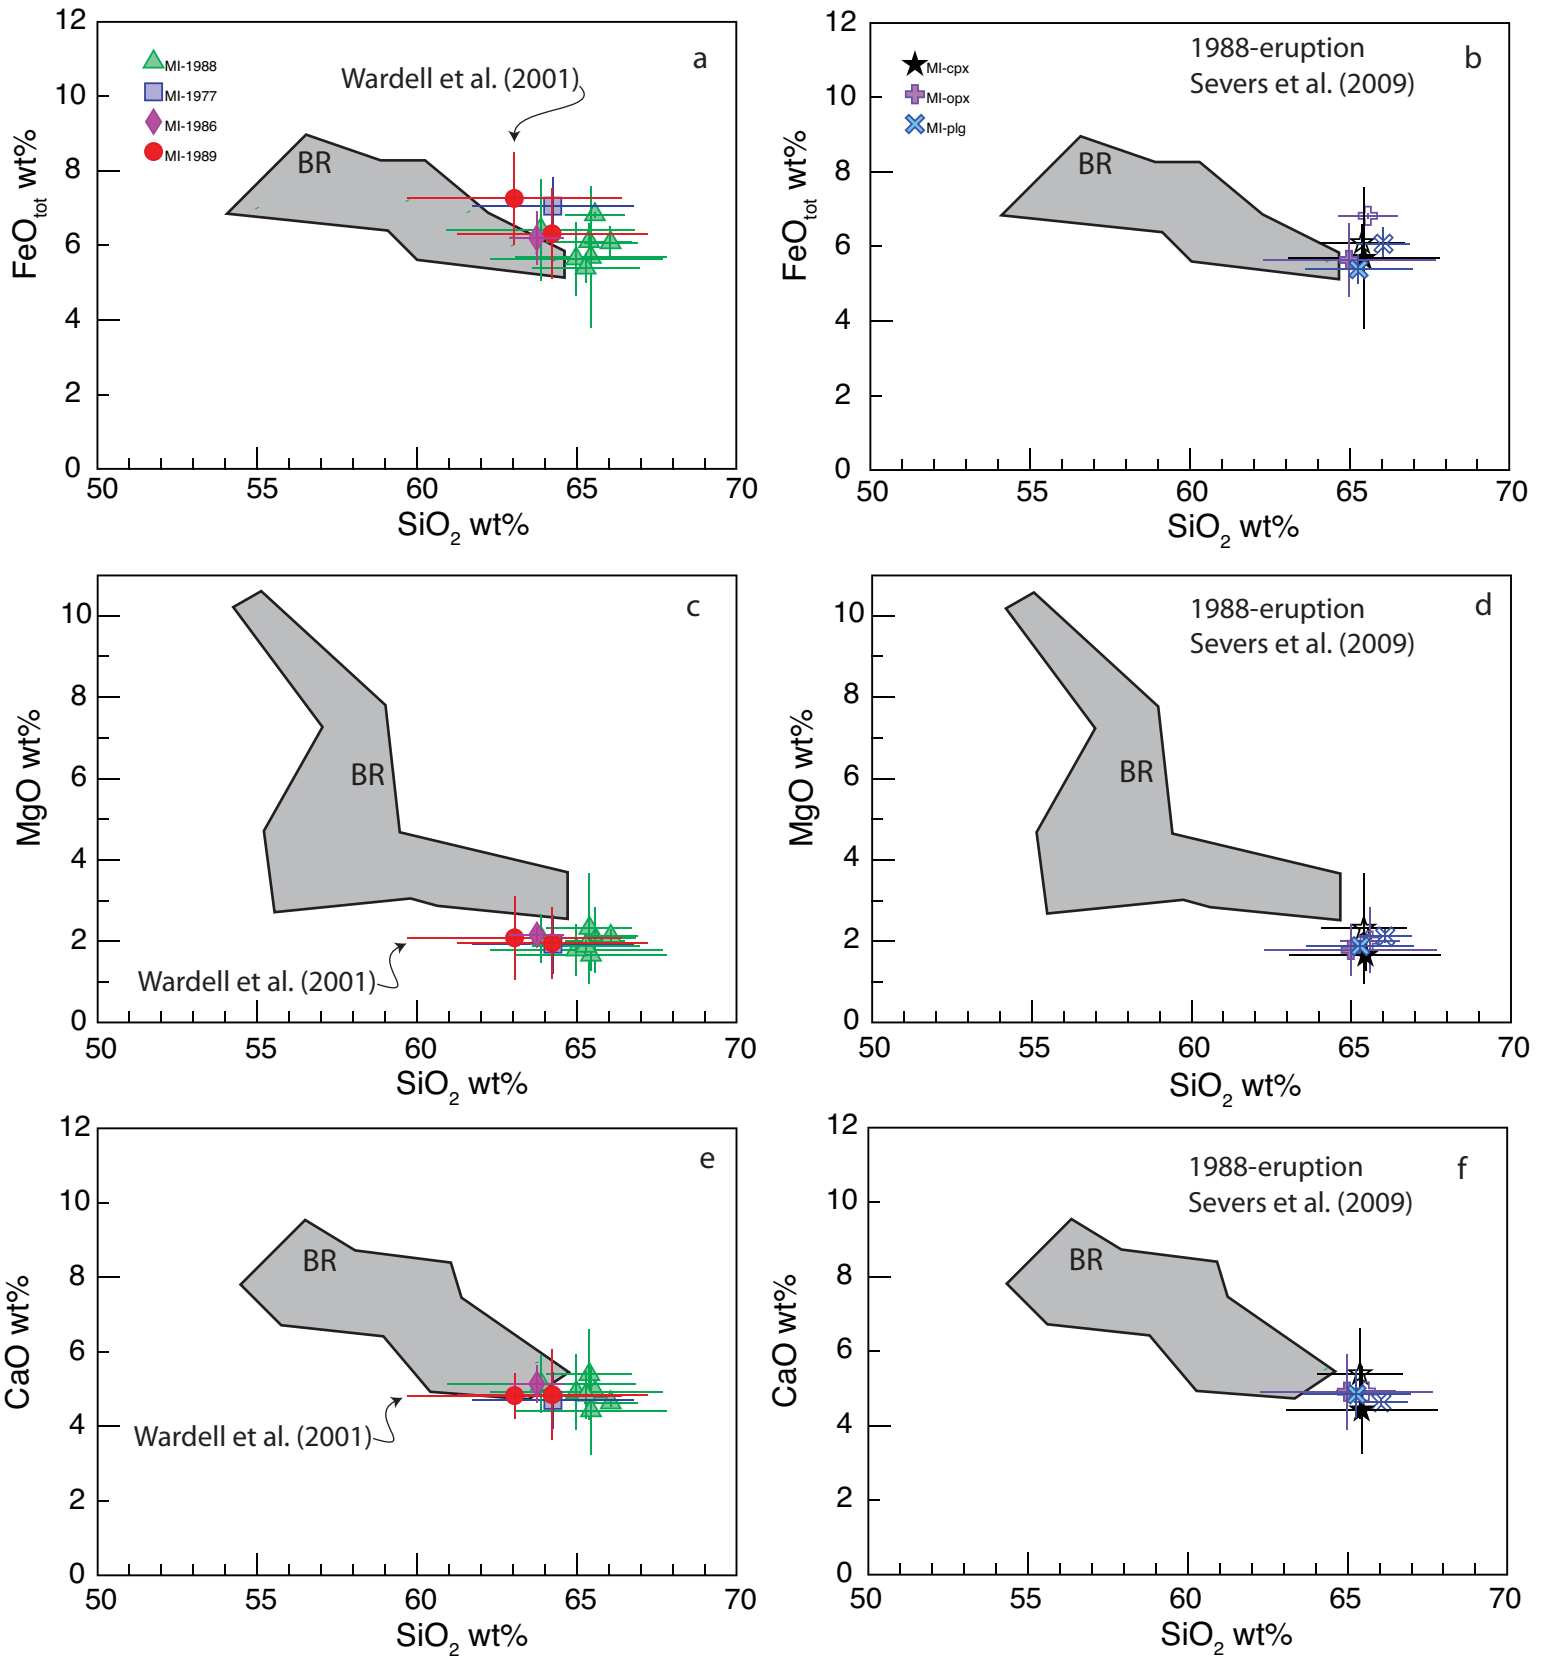 12
10
8
6
4
2
0
50
55
60
65
70
FeOtot wt%
SiO2 wt%
MI-1988
MI-1977
MI-1986
MI-1989
Wardell et al. (2001)
a
BR
12
10
8
6
4
2
0
50
55
60
65
70
FeOtot wt%
SiO2 wt%
MI-cpx
MI-opx
MI-plg
1988-eruption
Severs et al. (2009)
b
BR
10
8
6
4
2
0
50
55
60
65
70
MgO wt%
SiO2 wt%
c
BR
Wardell et al. (2001)
10
8
6
4
2
0
50
55
60
65
70
MgO wt%
SiO2 wt%
1988-eruption
Severs et al. (2009)
d
BR
12
10
8
6
4
2
0
50
55
60
65
70
CaO wt%
SiO2 wt%
e
BR
Wardell et al. (2001)
12
10
8
6
4
2
0
50
55
60
65
70
CaO wt%
SiO2 wt%
1988-eruption
Severs et al. (2009)
f
BR